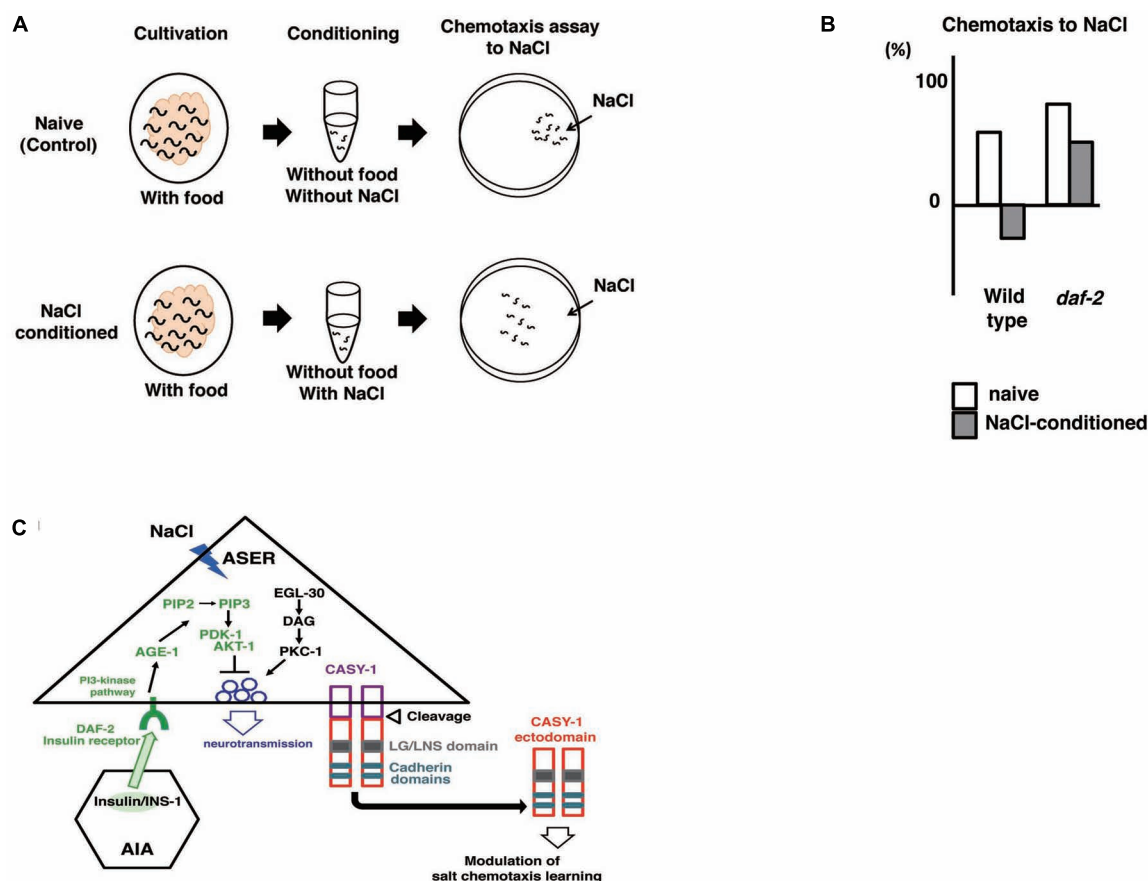 A
Cultivation
Conditioning
Chemotaxis assay
to NaCl
Naive
(Control)
With food
Without food
Without NaCl
NaCl
NaCl
conditioned
With food
Without food
With NaCl
NaCl
B
Chemotaxis to NaCl
(%)
100
0
Wild
type
daf-2
naive
NaCl-conditioned
C
NaCl
ASER
PIP2
PIP3
PDK-1
AKT-1
AGE-1
EGL-30
DAG
PKC-1
PI3-kinase
pathway
DAF-2
Insulin receptor
neurotransmission
Insulin/INS-1
AIA
CASY-1
Cleavage
LG/LNS domain
Cadherin
domains
CASY-1
ectodomain
Modulation of
salt chemotaxis learning